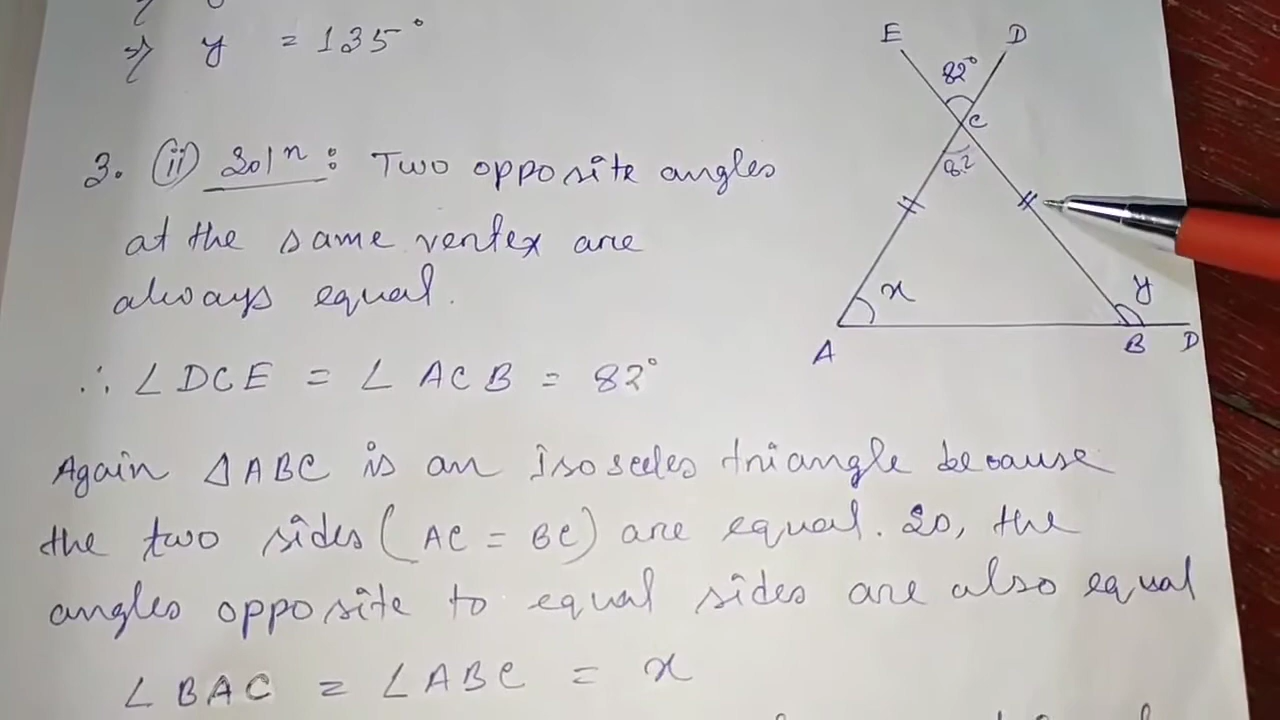 ⇒ y = 135°
3. (ii) Solⁿ : Two opposite angles
at the same vertex are
always equal.
∴ ∠DCE = ∠ACB = 82°
Again △ABC is an isosceles triangle because
the two sides (AC = BC) are equal. So, the
angles opposite to equal sides are also equal
∠BAC = ∠ABC = x
E D
82°
C
82
x y
A B D